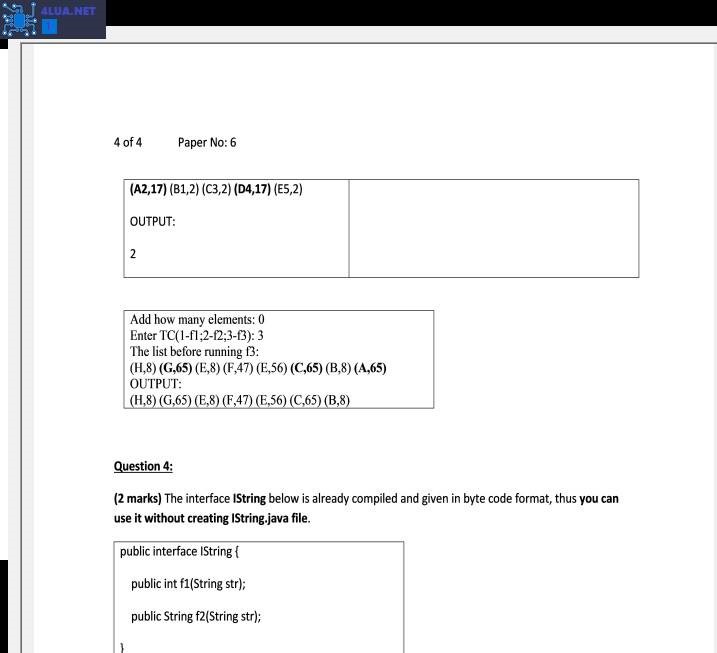 4LUA.NET
1
4 of 4 Paper No: 6
(A2,17) (B1,2) (C3,2) (D4,17) (E5,2)
OUTPUT:
2
Add how many elements: 0
Enter TC(1-f1;2-f2;3-f3): 3
The list before running f3:
(H,8) (G,65) (E,8) (F,47) (E,56) (C,65) (B,8) (A,65)
OUTPUT:
(H,8) (G,65) (E,8) (F,47) (E,56) (C,65) (B,8)
Question 4:
(2 marks) The interface IString below is already compiled and given in byte code format, thus you can
use it without creating IString.java file.
public interface IString {
public int f1(String str);
public String f2(String str);
}